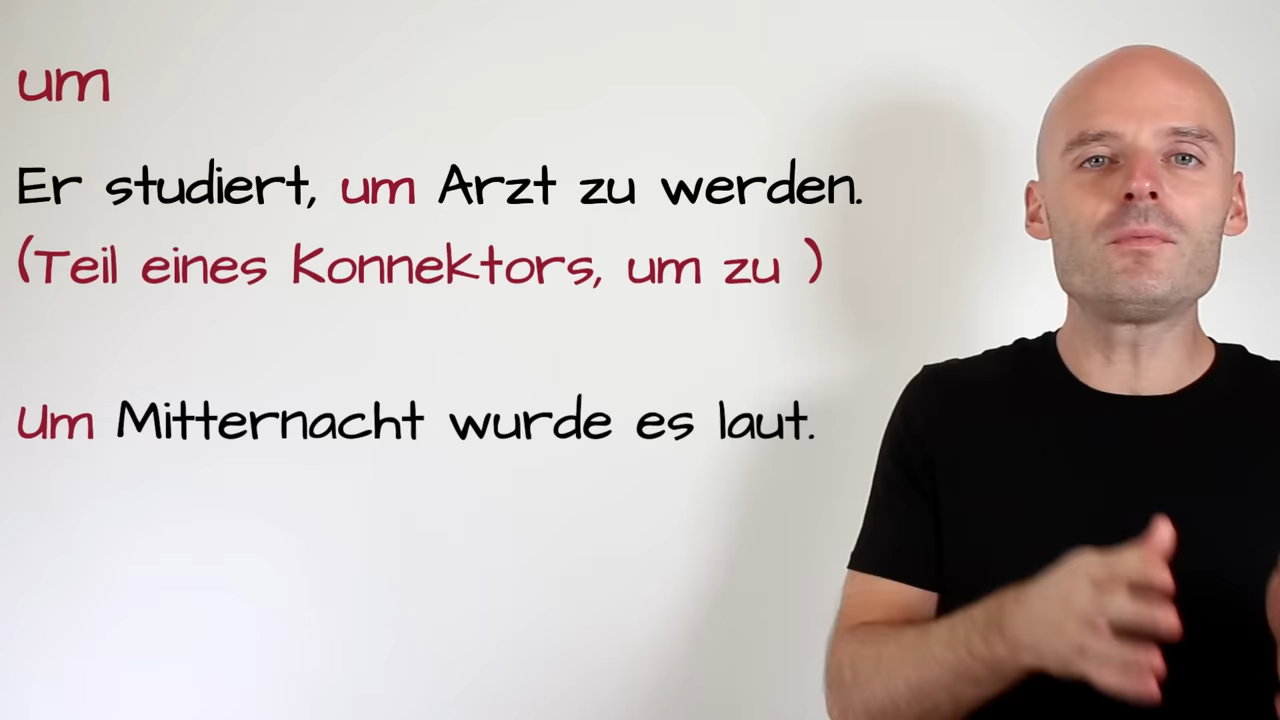 um
Er studiert, um Arzt zu werden.
(Teil eines Konnektors, um zu )
Um Mitternacht wurde es laut.